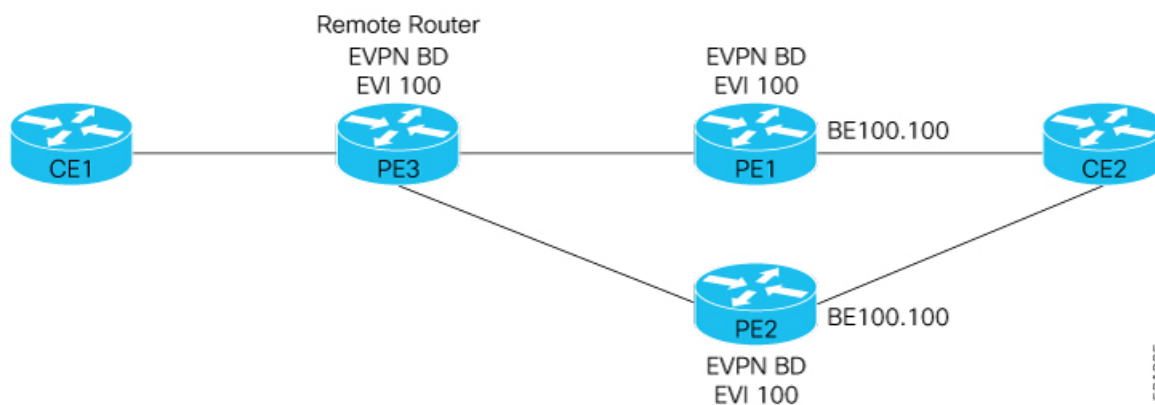 Remote Router
EVPN BD
EVI 100
EVPN BD
EVI 100
BE100.100
CE1
PE3
PE1
CE2
PE2
BE100.100
EVPN BD
EVI 100